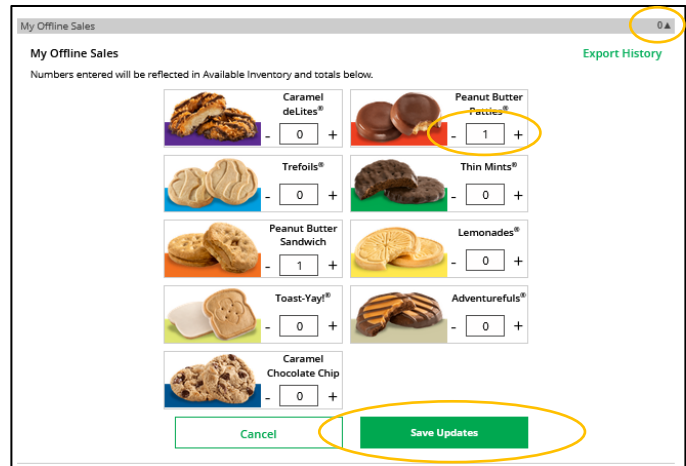 My Offline Sales 0▲
My Offline Sales Export History
Numbers entered will be reflected in Available Inventory and totals below.
Caramel
deLites®
- 0 +
Peanut Butter
Patties®
- 1 +
Trefoils®
- 0 +
Thin Mints®
- 0 +
Peanut Butter
Sandwich
- 1 +
Lemonades®
- 0 +
Toast-Yay!®
- 0 +
Adventurefuls®
- 0 +
Caramel
Chocolate Chip
- 0 +
Cancel Save Updates